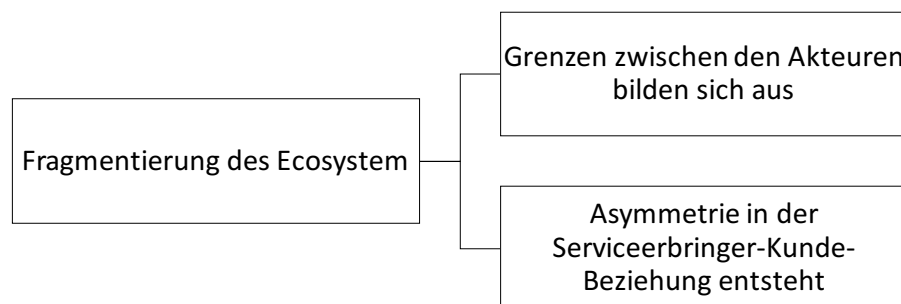 Grenzen zwischen den Akteuren
bilden sich aus
Fragmentierung des Ecosystem
Asymmetrie in der
Serviceerbringer-Kunde-
Beziehung entsteht